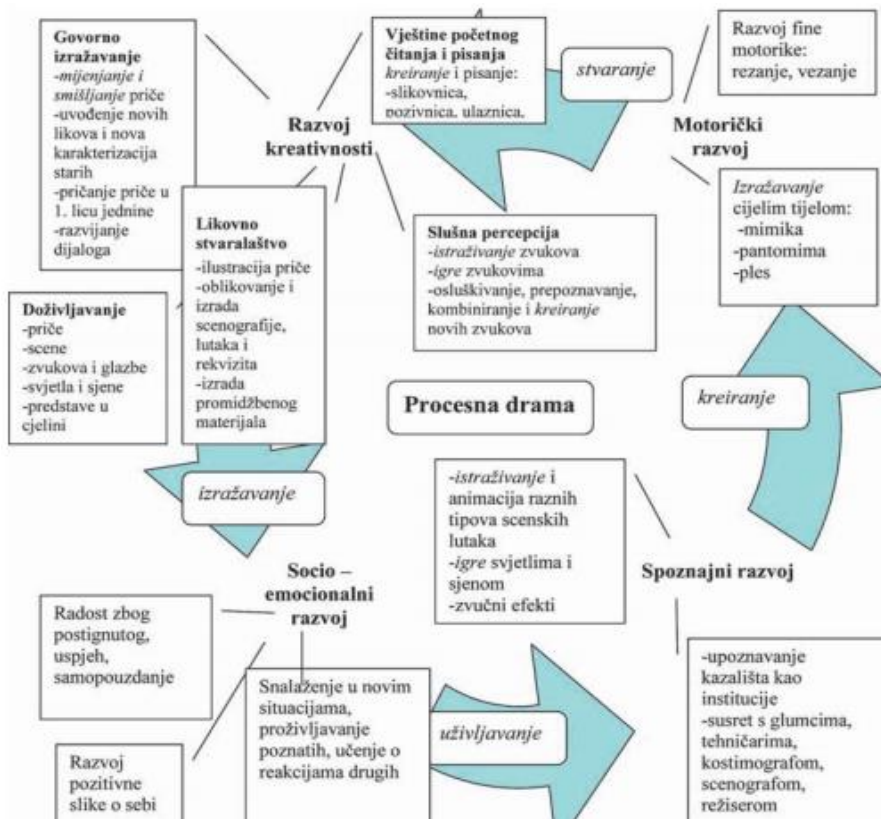 Govorno
izražavanje
-mijenjanje i
smišljanje priče
-uvođenje novih
likova i nova
karakterizacija
starih
-pričanje priče u
1. licu jednine
-razvijanje
dijaloga
Razvoj
kreativnosti
Vještine početnog
čitanja i pisanja
kreiranje i pisanje:
-slikovnica,
pozivnica, ulaznica,
stvaranje
Razvoj fine
motorike:
rezanje, vezanje
Motorički
razvoj
Izražavanje
cijelim tijelom:
-mimika
-pantomima
-ples
Likovno
stvaralaštvo
-ilustracija priče
-oblikovanje i
izrada
scenografije,
lutaka i
rekvizita
-izrada
promidžbenog
materijala
Slušna percepcija
-istraživanje zvukova
-igre zvukovima
-osluškivanje, prepoznavanje,
kombiniranje i kreiranje
novih zvukova
Doživljavanje
-priče
-scene
-zvukova i glazbe
-svjetla i sjene
-predstave u
cjelini
Procesna drama
kreiranje
izražavanje
-istraživanje i
animacija raznih
tipova scenskih
lutaka
-igre svjetlima i
sjenom
-zvučni efekti
Spoznajni razvoj
Socio –
emocionalni
razvoj
Radost zbog
postignutog,
uspjeh,
samopouzdanje
Snalaženje u novim
situacijama,
proživljavanje
poznatih, učenje o
reakcijama drugih
uživljavanje
-upoznavanje
kazališta kao
institucije
-susret s glumcima,
tehničarima,
kostimografom,
scenografom,
režiserom
Razvoj
pozitivne
slike o sebi